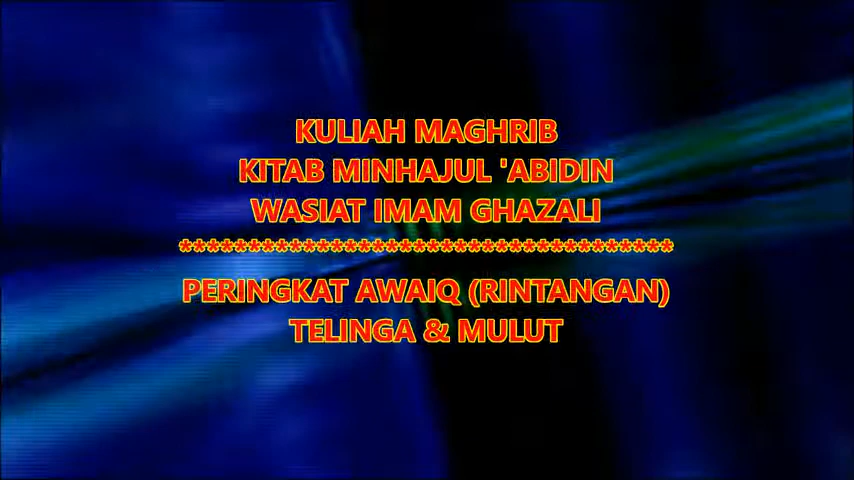 KULIAH MAGHRIB
KITAB MINHAJUL 'ABIDIN
WASIAT IMAM GHAZALI
************************************
PERINGKAT AWAIQ (RINTANGAN)
TELINGA & MULUT